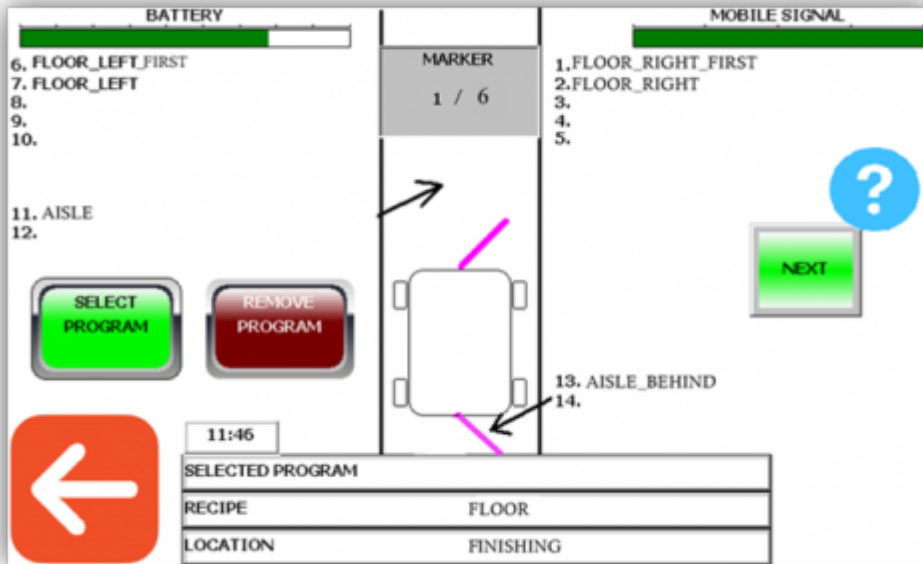 BATTERY
MOBILE SIGNAL
6. FLOOR_LEFT_FIRST
7. FLOOR_LEFT
8.
9.
10.
MARKER
1 / 6
1.FLOOR_RIGHT_FIRST
2.FLOOR_RIGHT
3.
4.
5.
?
11. AISLE
12.
NEXT
SELECT
PROGRAM
REMOVE
PROGRAM
13. AISLE_BEHIND
14.
11:46
SELECTED PROGRAM
RECIPE FLOOR
LOCATION FINISHING